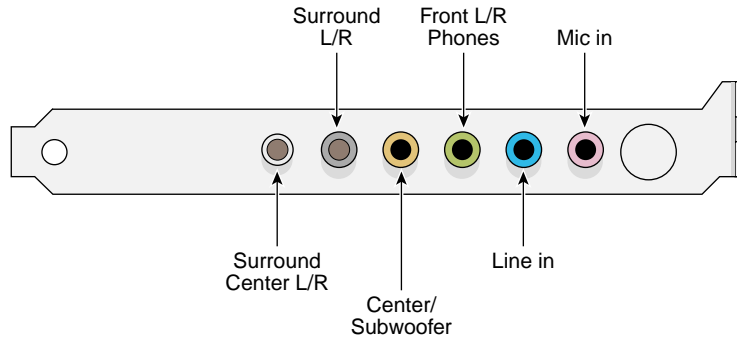 Surround
L/R
Front L/R
Phones
Mic in
Surround
Center L/R
Center/
Subwoofer
Line in